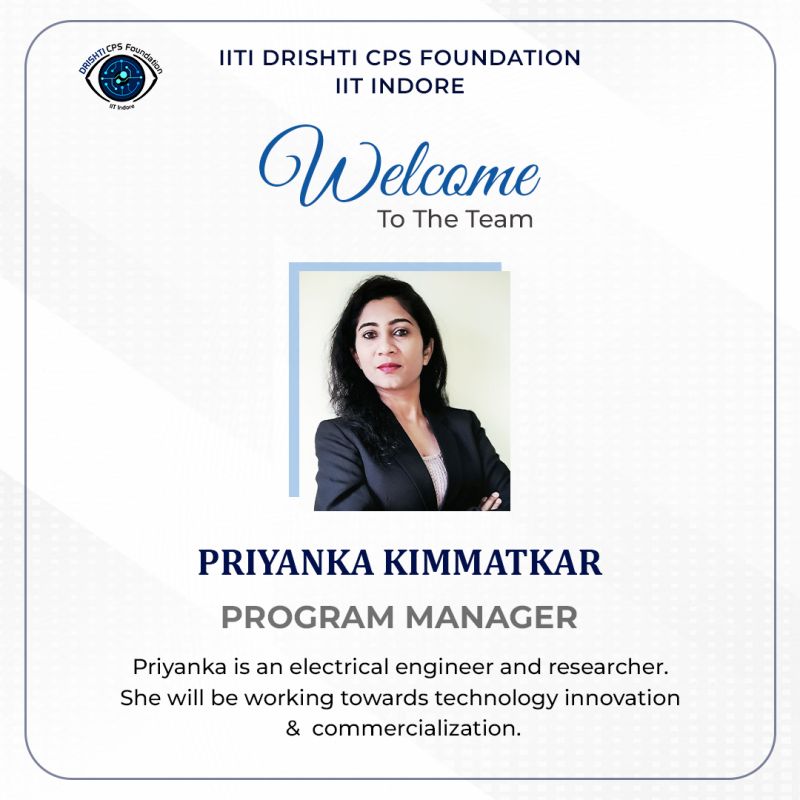 DRISHTI CPS Foundation
IIT Indore
IITI DRISHTI CPS FOUNDATION
IIT INDORE
Welcome
To The Team
PRIYANKA KIMMATKAR
PROGRAM MANAGER
Priyanka is an electrical engineer and researcher.
She will be working towards technology innovation
& commercialization.